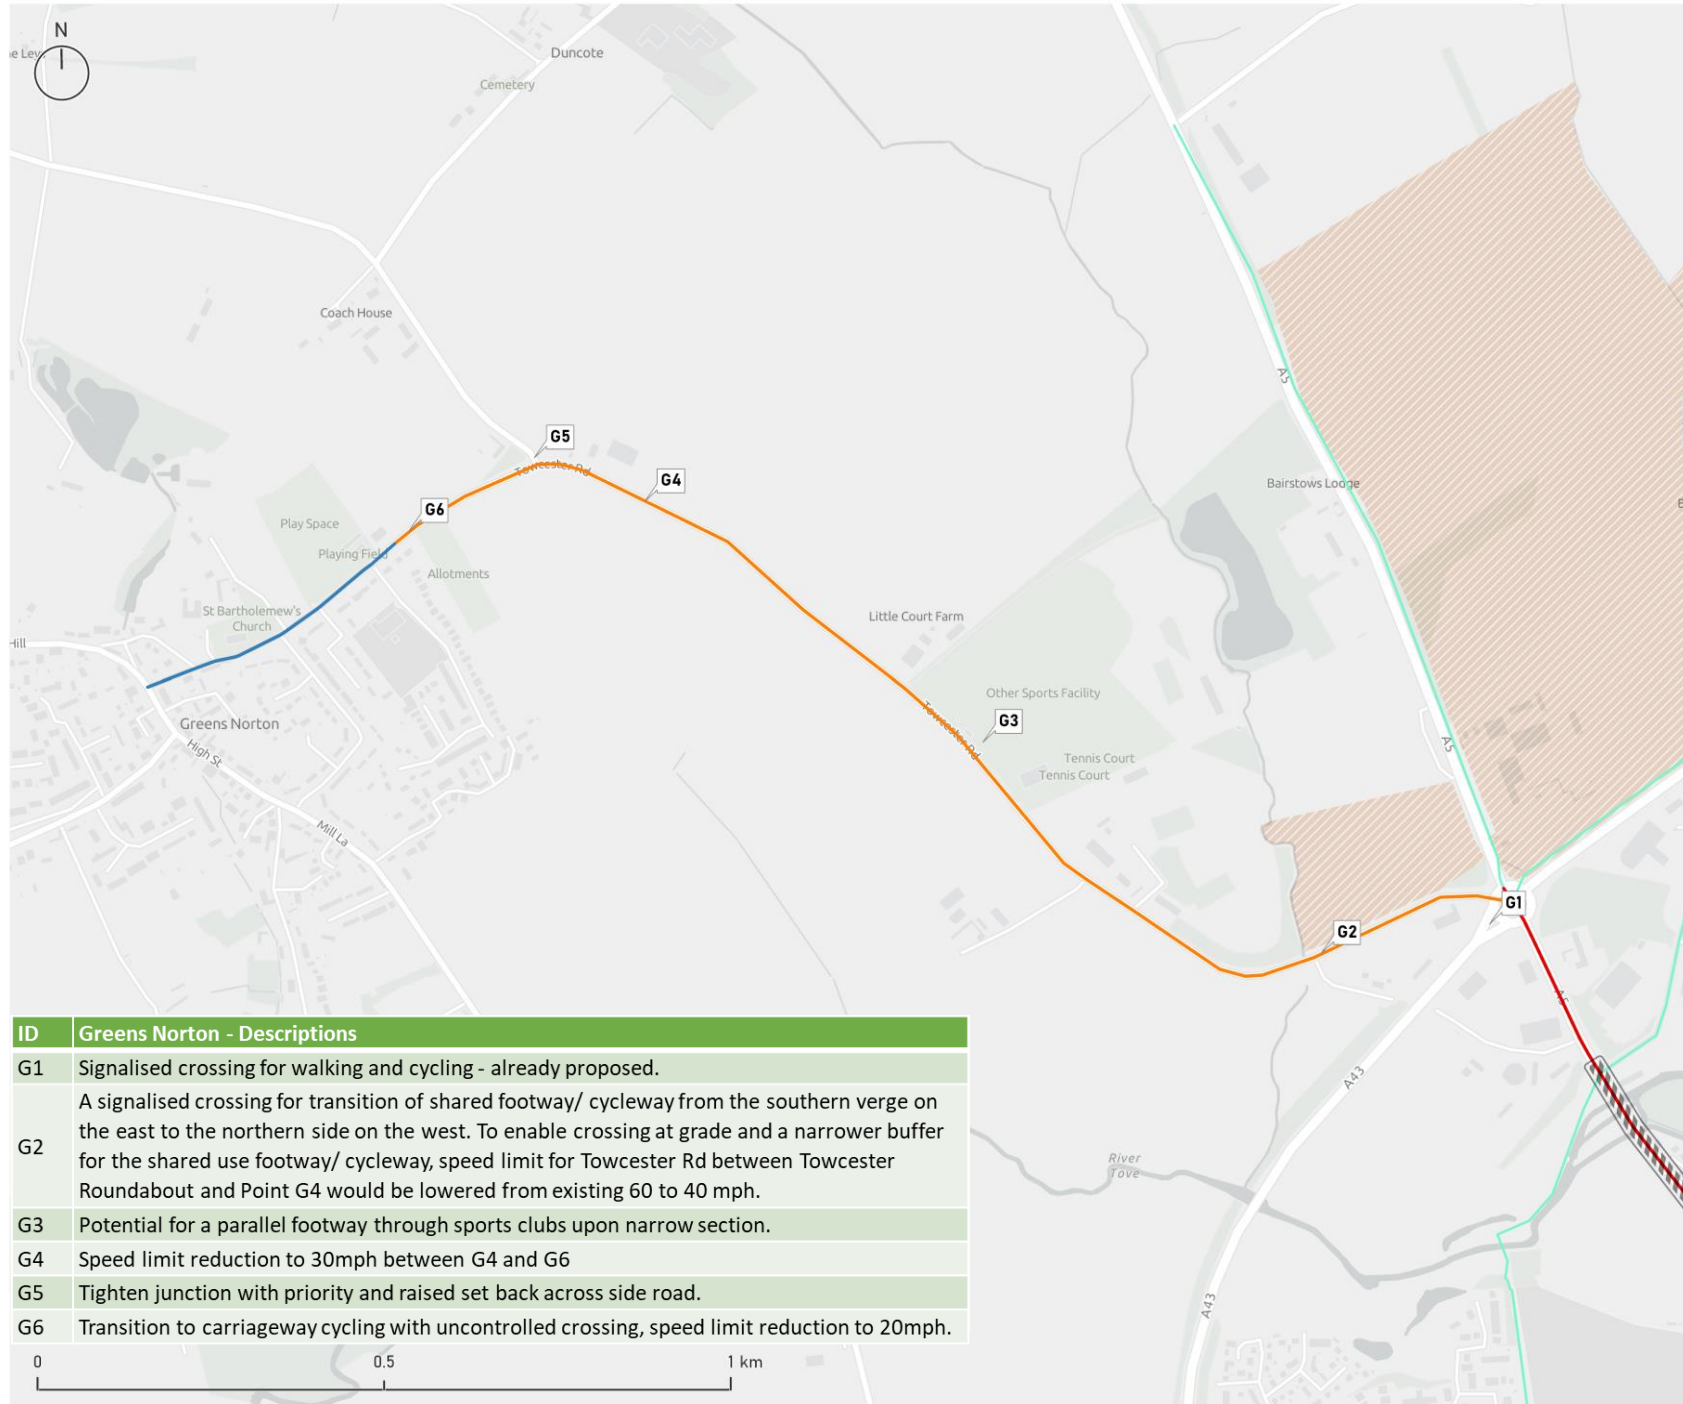 N
Duncote
Cemetery
Coach House
A5
G5
Towcester Rd
G4
Bairstows Lodge
G6
Play Space
Playing Field
Allotments
St Bartholemew's
Church
Little Court Farm
Hill
Other Sports Facility
Towcester Rd
G3
Greens Norton
High St
A5
Tennis Court
Tennis Court
Mill La
G1
G2
A5
A43
River
Tove
A43
ID Greens Norton - Descriptions
G1 Signalised crossing for walking and cycling - already proposed.
G2 A signalised crossing for transition of shared footway/ cycleway from the southern verge on
the east to the northern side on the west. To enable crossing at grade and a narrower buffer
for the shared use footway/ cycleway, speed limit for Towcester Rd between Towcester
Roundabout and Point G4 would be lowered from existing 60 to 40 mph.
G3 Potential for a parallel footway through sports clubs upon narrow section.
G4 Speed limit reduction to 30mph between G4 and G6
G5 Tighten junction with priority and raised set back across side road.
G6 Transition to carriageway cycling with uncontrolled crossing, speed limit reduction to 20mph.
0 0.5 1 km